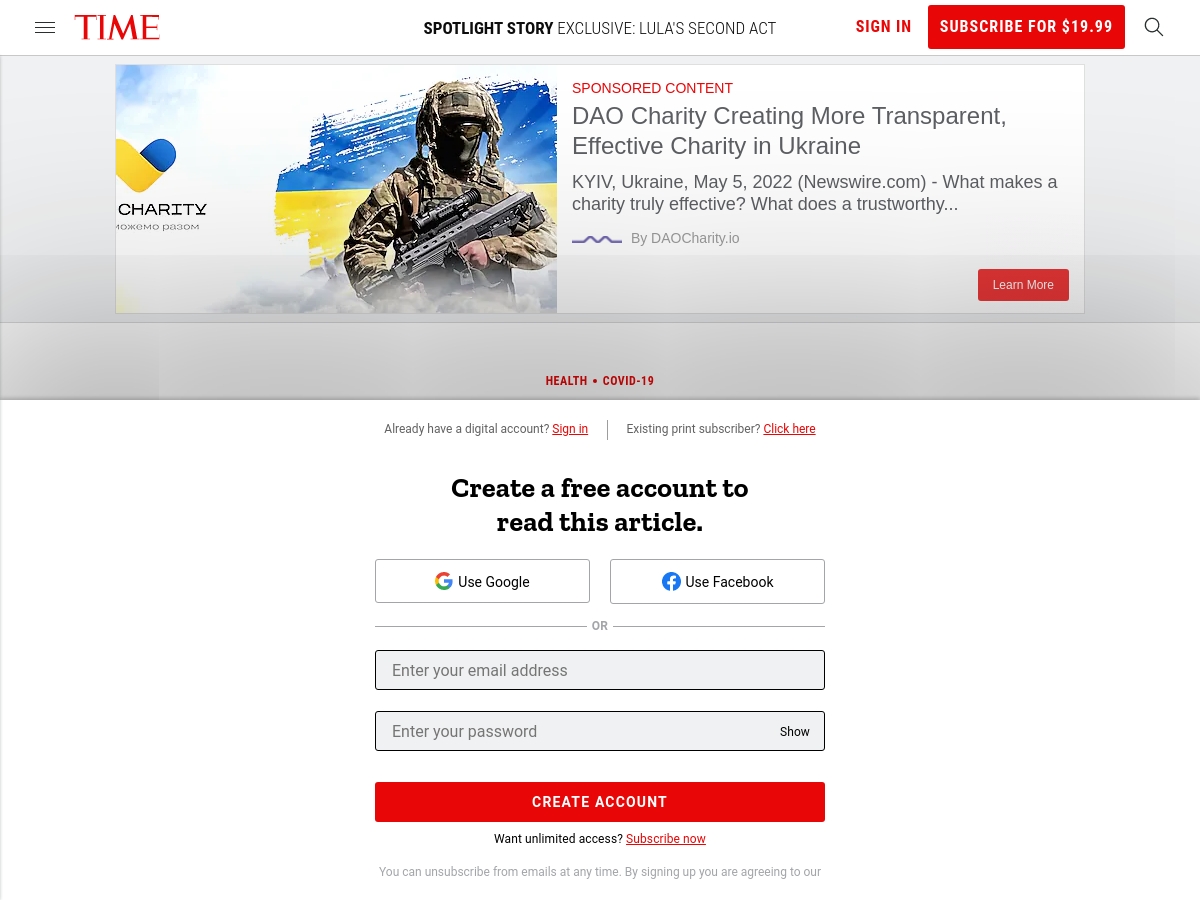 TIME
SPOTLIGHT STORY EXCLUSIVE: LULA'S SECOND ACT
SIGN IN
SUBSCRIBE FOR $19.99
CHARITY
можемо разом
SPONSORED CONTENT
DAO Charity Creating More Transparent,
Effective Charity in Ukraine
KYIV, Ukraine, May 5, 2022 (Newswire.com) - What makes a
charity truly effective? What does a trustworthy...
By DAOCharity.io
Learn More
HEALTH • COVID-19
Already have a digital account? Sign in
Existing print subscriber? Click here
Create a free account to
read this article.
Use Google
Use Facebook
OR
Enter your email address
Enter your password
Show
CREATE ACCOUNT
Want unlimited access? Subscribe now
You can unsubscribe from emails at any time. By signing up you are agreeing to our